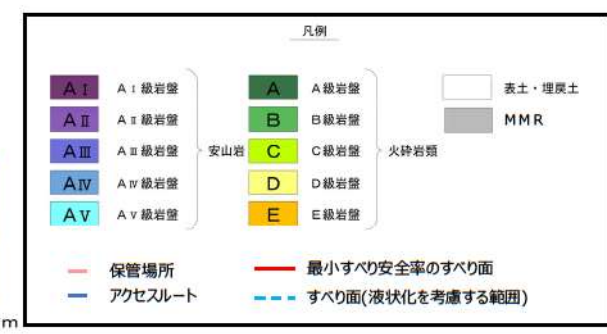 凡例
AⅠ AⅠ級岩盤 A A級岩盤 表土・埋戻土
AⅡ AⅡ級岩盤 B B級岩盤 MMR
AⅢ AⅢ級岩盤 安山岩 C C級岩盤 火砕岩類
AⅣ AⅣ級岩盤 D D級岩盤
AⅤ AⅤ級岩盤 E E級岩盤
保管場所 最小すべり安全率のすべり面
アクセスルート すべり面(液状化を考慮する範囲)
m